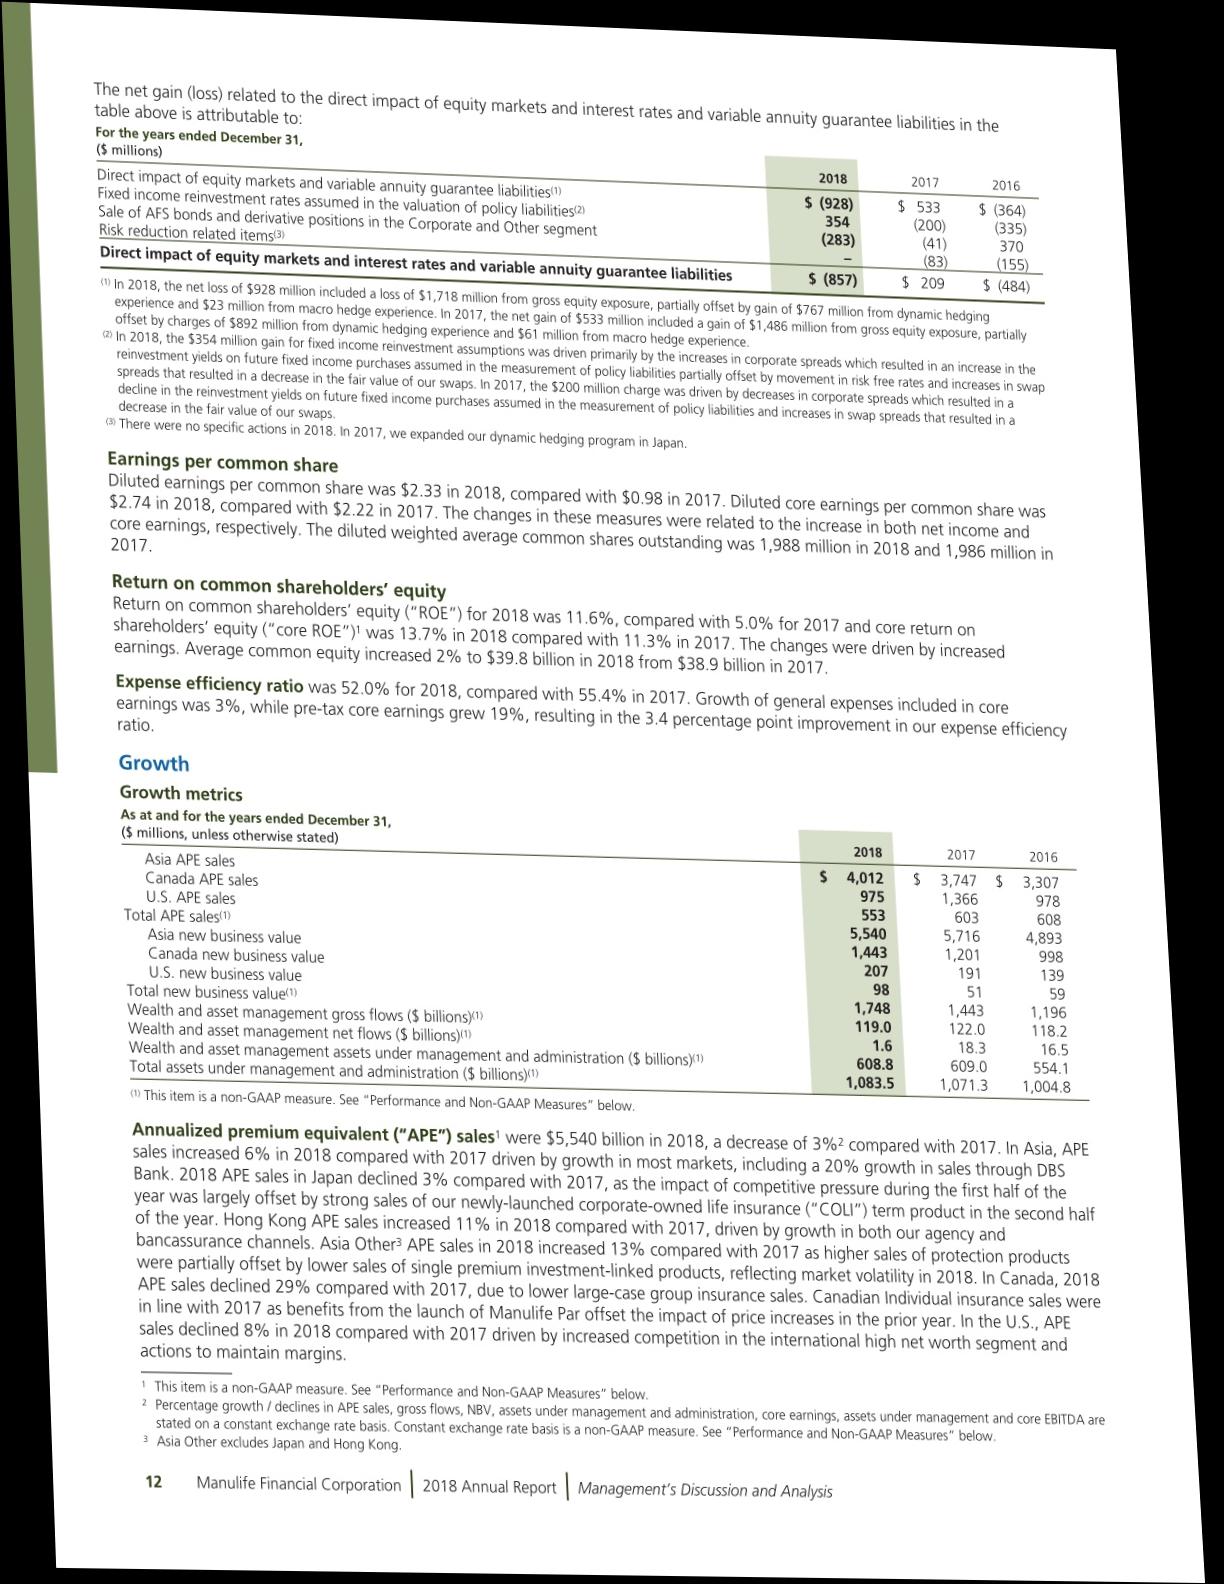 The net gain (loss) related to the direct impact of equity markets and interest rates and variable annuity guarantee liabilities in the
table above is attributable to:
For the years ended December 31,
($ millions) 2018 2017 2016
Direct impact of equity markets and variable annuity guarantee liabilities(1) $ (928) $ 533 $ (364)
Fixed income reinvestment rates assumed in the valuation of policy liabilities(2) 354 (200) (335)
Sale of AFS bonds and derivative positions in the Corporate and Other segment (283) (41) 370
Risk reduction related items(3) – (83) (155)
Direct impact of equity markets and interest rates and variable annuity guarantee liabilities $ (857) $ 209 $ (484)
(1) In 2018, the net loss of $928 million included a loss of $1,718 million from gross equity exposure, partially offset by gain of $767 million from dynamic hedging
experience and $23 million from macro hedge experience. In 2017, the net gain of $533 million included a gain of $1,486 million from gross equity exposure, partially
offset by charges of $892 million from dynamic hedging experience and $61 million from macro hedge experience.
(2) In 2018, the $354 million gain for fixed income reinvestment assumptions was driven primarily by the increases in corporate spreads which resulted in an increase in the
reinvestment yields on future fixed income purchases assumed in the measurement of policy liabilities partially offset by movement in risk free rates and increases in swap
spreads that resulted in a decrease in the fair value of our swaps. In 2017, the $200 million charge was driven by decreases in corporate spreads which resulted in a
decline in the reinvestment yields on future fixed income purchases assumed in the measurement of policy liabilities and increases in swap spreads that resulted in a
decrease in the fair value of our swaps.
(3) There were no specific actions in 2018. In 2017, we expanded our dynamic hedging program in Japan.
Earnings per common share
Diluted earnings per common share was $2.33 in 2018, compared with $0.98 in 2017. Diluted core earnings per common share was
$2.74 in 2018, compared with $2.22 in 2017. The changes in these measures were related to the increase in both net income and
core earnings, respectively. The diluted weighted average common shares outstanding was 1,988 million in 2018 and 1,986 million in
2017.
Return on common shareholders’ equity
Return on common shareholders’ equity (“ROE”) for 2018 was 11.6%, compared with 5.0% for 2017 and core return on
shareholders’ equity (“core ROE”)1 was 13.7% in 2018 compared with 11.3% in 2017. The changes were driven by increased
earnings. Average common equity increased 2% to $39.8 billion in 2018 from $38.9 billion in 2017.
Expense efficiency ratio was 52.0% for 2018, compared with 55.4% in 2017. Growth of general expenses included in core
earnings was 3%, while pre-tax core earnings grew 19%, resulting in the 3.4 percentage point improvement in our expense efficiency
ratio.
Growth
Growth metrics
As at and for the years ended December 31,
($ millions, unless otherwise stated) 2018 2017 2016
Asia APE sales $ 4,012 $ 3,747 $ 3,307
Canada APE sales 975 1,366 978
U.S. APE sales 553 603 608
Total APE sales(1) 5,540 5,716 4,893
Asia new business value 1,443 1,201 998
Canada new business value 207 191 139
U.S. new business value 98 51 59
Total new business value(1) 1,748 1,443 1,196
Wealth and asset management gross flows ($ billions)(1) 119.0 122.0 118.2
Wealth and asset management net flows ($ billions)(1) 1.6 18.3 16.5
Wealth and asset management assets under management and administration ($ billions)(1) 608.8 609.0 554.1
Total assets under management and administration ($ billions)(1) 1,083.5 1,071.3 1,004.8
(1) This item is a non-GAAP measure. See “Performance and Non-GAAP Measures” below.
Annualized premium equivalent (“APE”) sales1 were $5,540 billion in 2018, a decrease of 3%2 compared with 2017. In Asia, APE
sales increased 6% in 2018 compared with 2017 driven by growth in most markets, including a 20% growth in sales through DBS
Bank. 2018 APE sales in Japan declined 3% compared with 2017, as the impact of competitive pressure during the first half of the
year was largely offset by strong sales of our newly-launched corporate-owned life insurance (“COLI”) term product in the second half
of the year. Hong Kong APE sales increased 11% in 2018 compared with 2017, driven by growth in both our agency and
bancassurance channels. Asia Other3 APE sales in 2018 increased 13% compared with 2017 as higher sales of protection products
were partially offset by lower sales of single premium investment-linked products, reflecting market volatility in 2018. In Canada, 2018
APE sales declined 29% compared with 2017, due to lower large-case group insurance sales. Canadian Individual insurance sales were
in line with 2017 as benefits from the launch of Manulife Par offset the impact of price increases in the prior year. In the U.S., APE
sales declined 8% in 2018 compared with 2017 driven by increased competition in the international high net worth segment and
actions to maintain margins.
1 This item is a non-GAAP measure. See “Performance and Non-GAAP Measures” below.
2 Percentage growth / declines in APE sales, gross flows, NBV, assets under management and administration, core earnings, assets under management and core EBITDA are
stated on a constant exchange rate basis. Constant exchange rate basis is a non-GAAP measure. See “Performance and Non-GAAP Measures” below.
3 Asia Other excludes Japan and Hong Kong.
12 Manulife Financial Corporation | 2018 Annual Report | Management’s Discussion and Analysis